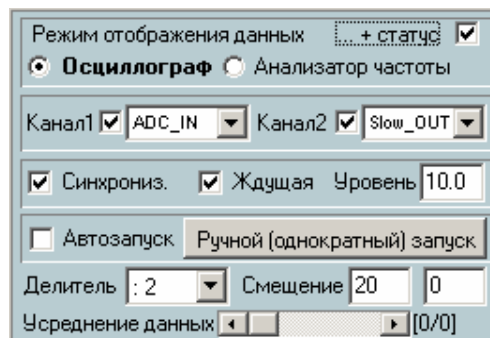 Режим отображения данных ... + статус
Осциллограф Анализатор частоты
Канал1 ADC_IN Канал2 Slow_OUT
Синхрониз. Ждущая Уровень 10.0
Автозапуск Ручной (однократный) запуск
Делитель : 2 Смещение 20 0
Усреднение данных [0/0]